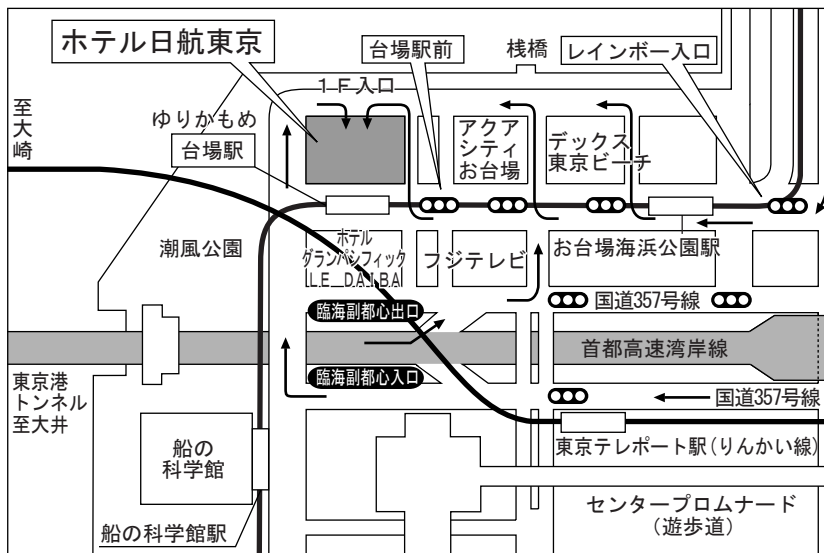 ホテル日航東京
台場駅前
桟橋
レインボー入口
1F入口
至大崎
ゆりかもめ
台場駅
アクア
シティ
お台場
デックス
東京ビーチ
潮風公園
ホテル
グランパシフィック
LE DAIBA
フジテレビ
お台場海浜公園駅
臨海副都心出口
国道357号線
首都高速湾岸線
臨海副都心入口
東京港
トンネル
至大井
国道357号線
船の
科学館
東京テレポート駅(りんかい線)
センタープロムナード
(遊歩道)
船の科学館駅